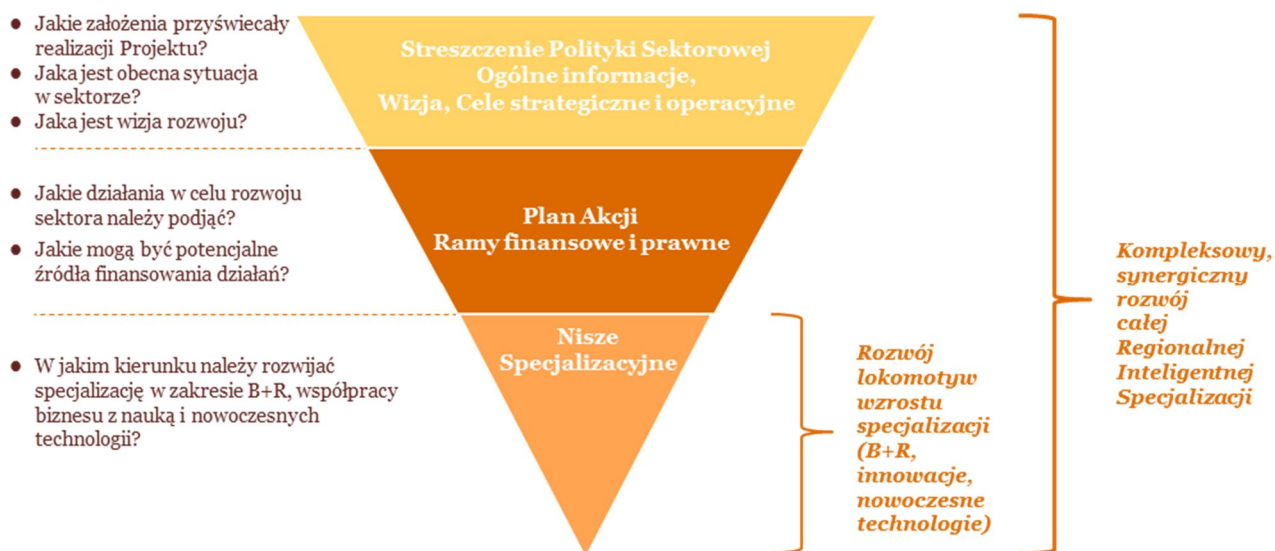 ● Jakie założenia przyświecały
realizacji Projektu?
● Jaka jest obecna sytuacja
w sektorze?
● Jaka jest wizja rozwoju?
Streszczenie Polityki Sektorowej
Ogólne informacje,
Wizja, Cele strategiczne i operacyjne
● Jakie działania w celu rozwoju
sektora należy podjąć?
● Jakie mogą być potencjalne
źródła finansowania działań?
Plan Akcji
Ramy finansowe i prawne
● W jakim kierunku należy rozwijać
specjalizację w zakresie B+R, współpracy
biznesu z nauką i nowoczesnych
technologii?
Nisze
Specjalizacyjne
Rozwój
lokomotyw
wzrostu
specjalizacji
(B+R,
innowacje,
nowoczesne
technologie)
Kompleksowy,
synergiczny
rozwój
całej
Regionalnej
Inteligentnej
Specjalizacji